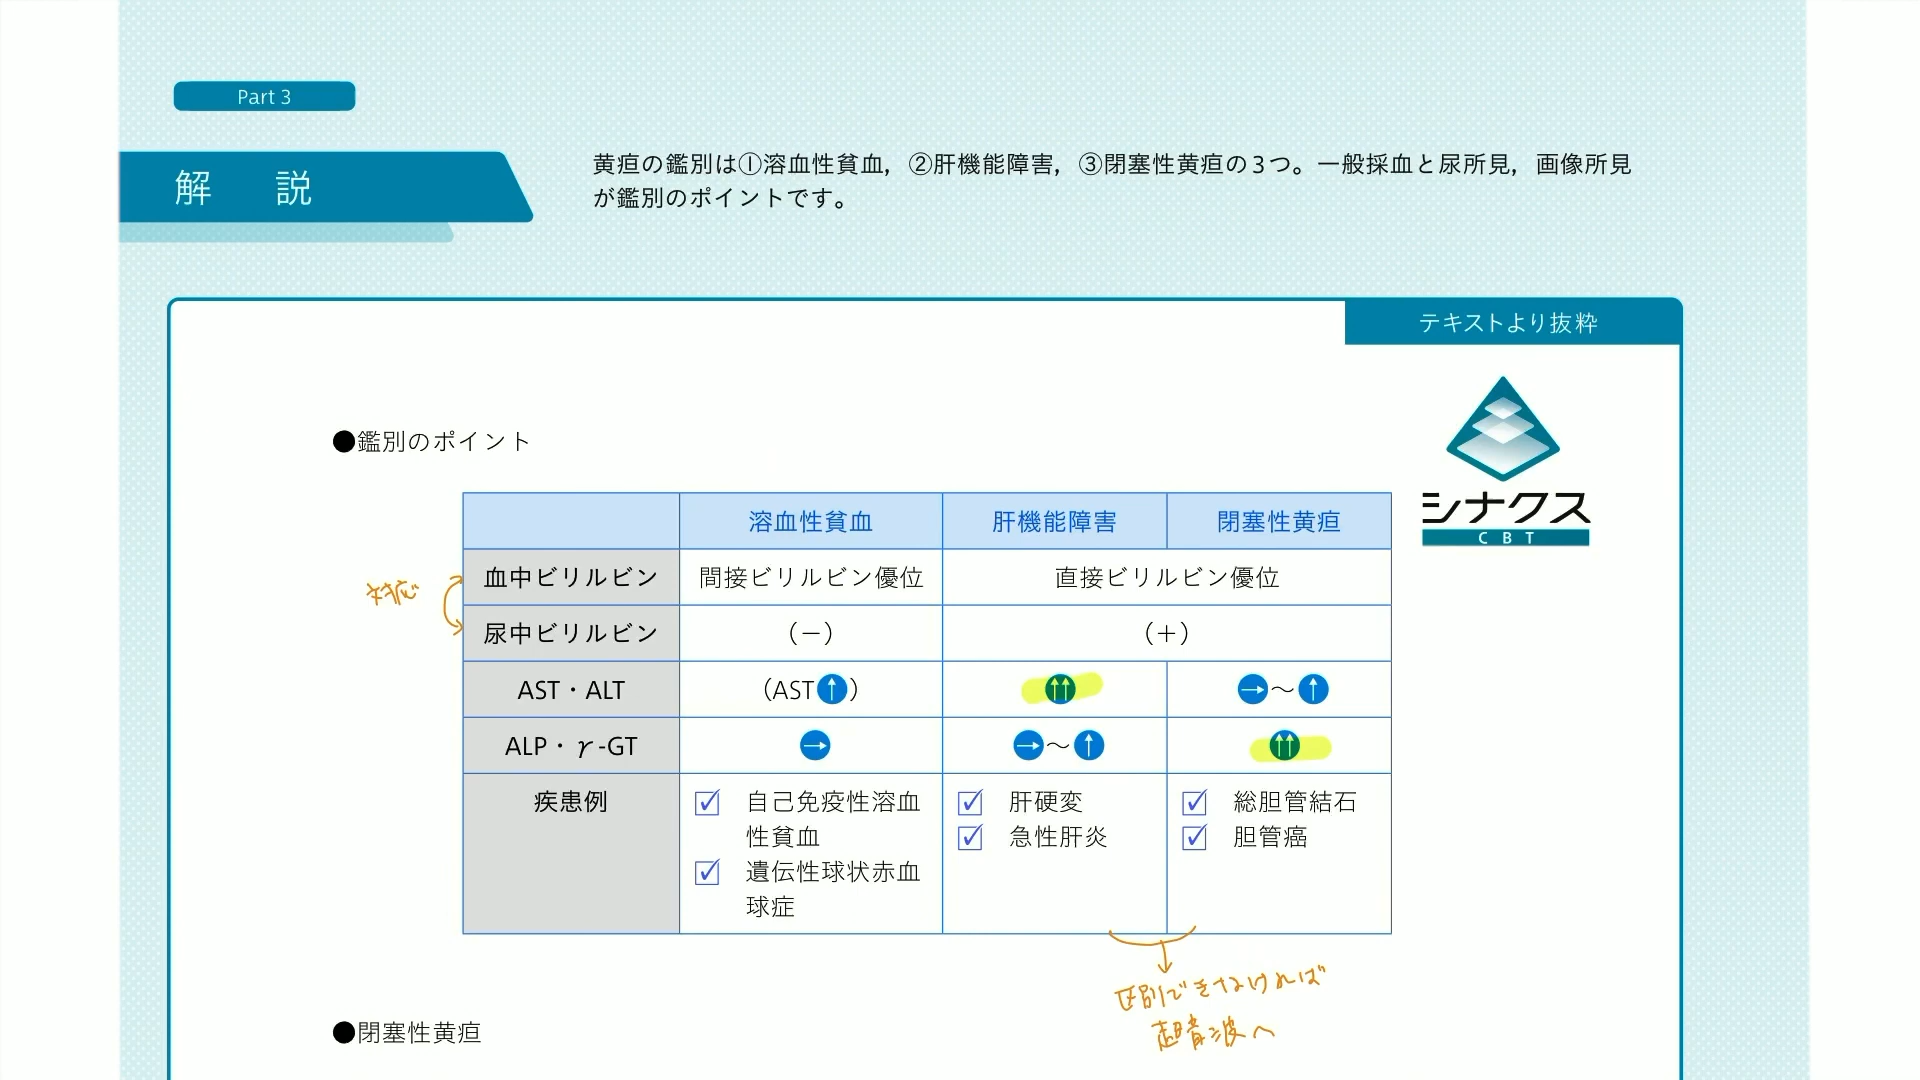 Part 3
解 説
黄疸の鑑別は①溶血性貧血，②肝機能障害，③閉塞性黄疸の3つ。一般採血と尿所見，画像所見
が鑑別のポイントです。
テキストより抜粋
シナクス
CBT
●鑑別のポイント
溶血性貧血 肝機能障害 閉塞性黄疸
対応
血中ビリルビン 間接ビリルビン優位 直接ビリルビン優位
尿中ビリルビン （－） （＋）
AST・ALT （AST↑） ↑↑ →～↑
ALP・γ-GT → →～↑ ↑↑
疾患例 ☑ 自己免疫性溶血 ☑ 肝硬変 ☑ 総胆管結石
性貧血 ☑ 急性肝炎 ☑ 胆管癌
☑ 遺伝性球状赤血
球症
区別できなければ
超音波へ
●閉塞性黄疸